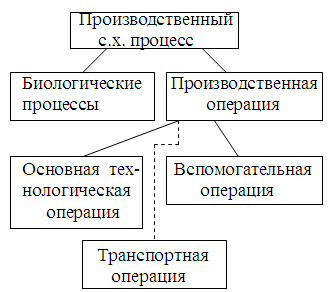 Производственный
с.х. процесс
Биологические
процессы
Производственная
операция
Основная тех-
нологическая
операция
Вспомогательная
операция
Транспортная
операция